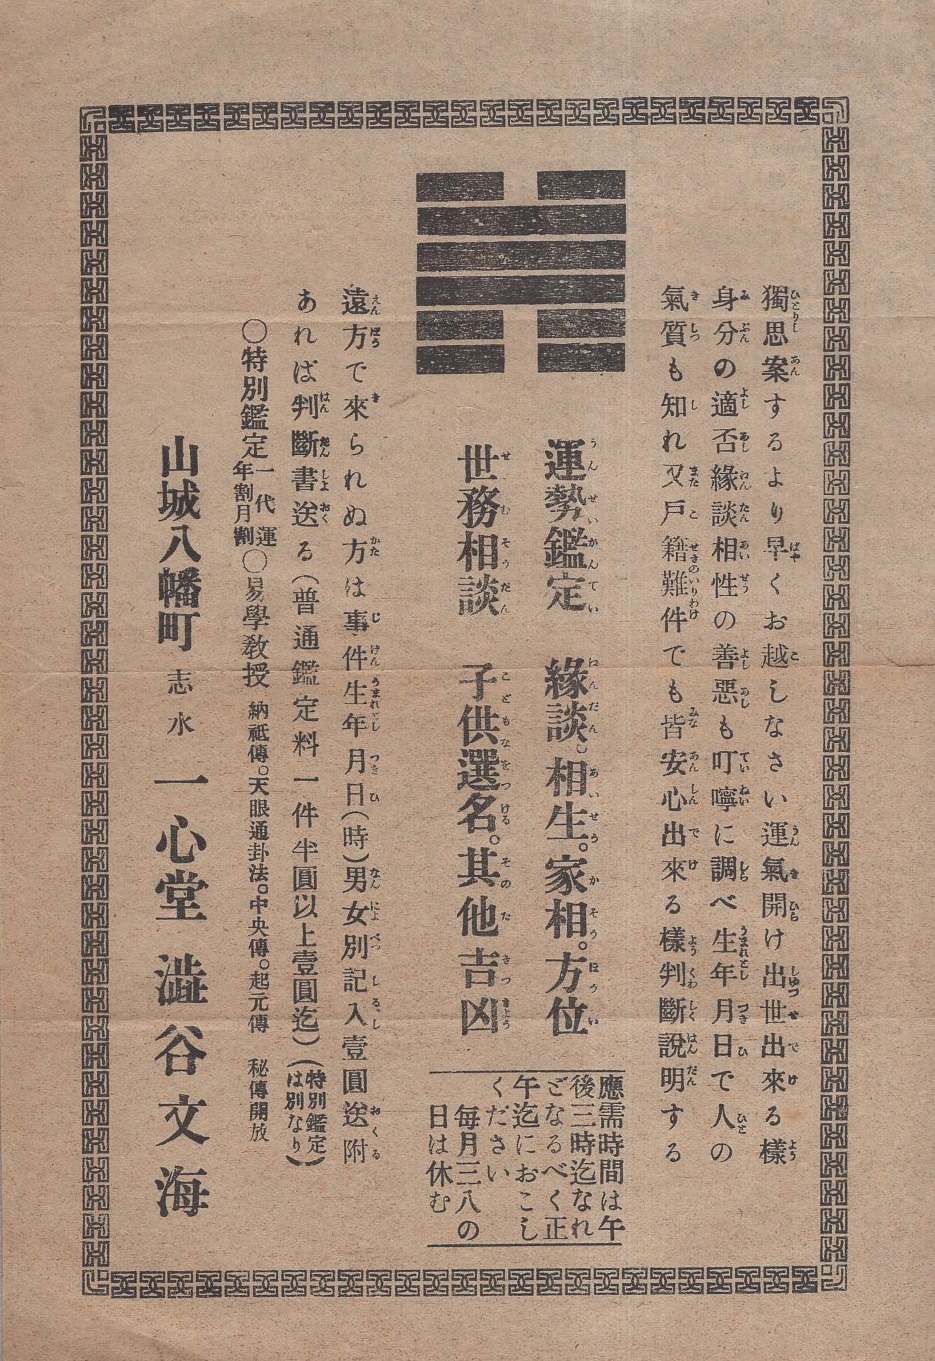 獨思案するより早くお越しなさい運氣開け出世出來る樣
身分の適否緣談相性の善惡も叮嚀に調べ生年月日で人の
氣質も知れ又戸籍難件でも皆安心出來る樣判斷說明する
運勢鑑定 緣談。相生。家相。方位
世務相談 子供選名。其他吉凶
應需時間は午
後三時迄なれ
どなるべく正
午迄におこし
ください
毎月三八の
日は休む
遠方で來られぬ方は事件生年月日(時)男女別記入壹圓送附
あれば判斷書送る(普通鑑定料一件半圓以上壹圓迄)(特別鑑定は別なり)
〇特別鑑定一代運年割月割〇易學敎授 納祗傳。天眼通卦法。中央傳。起元傳 秘傳開放
山城八幡町志水 一心堂 澁谷文海